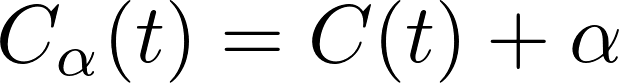 C_α(t) = C(t) + α